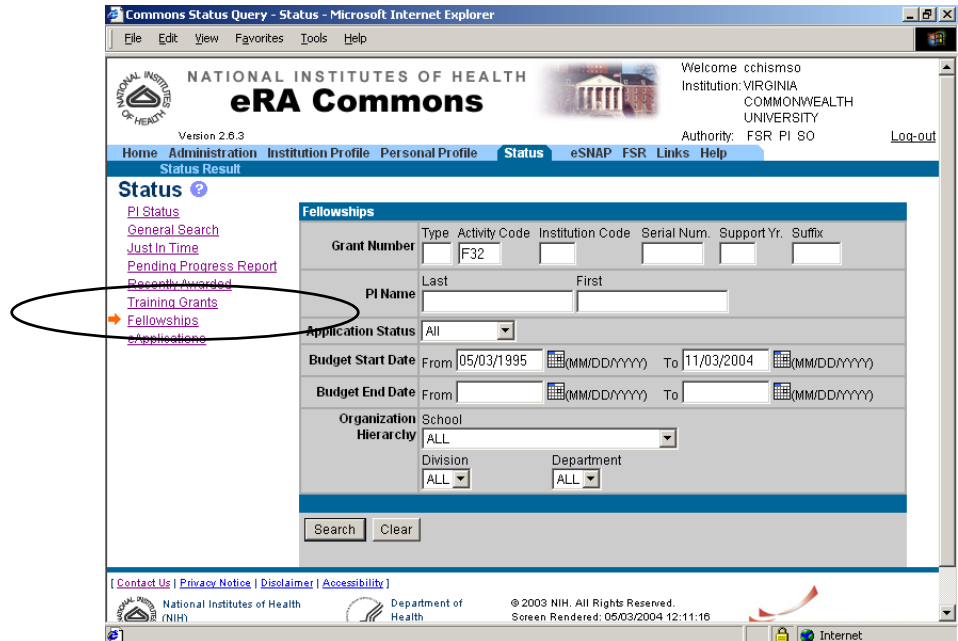 Commons Status Query - Status - Microsoft Internet Explorer
File Edit View Favorites Tools Help
NATIONAL INSTITUTES OF HEALTH
eRA Commons
Version 2.6.3
Welcome cchismso
Institution: VIRGINIA
COMMONWEALTH
UNIVERSITY
Authority: FSR PI SO
Log-out
Home Administration Institution Profile Personal Profile Status eSNAP FSR Links Help
Status Result
Status ?
PI Status
General Search
Just In Time
Pending Progress Report
Recently Awarded
Training Grants
Fellowships
eApplications
Fellowships
Type Activity Code Institution Code Serial Num. Support Yr. Suffix
Grant Number F32
Last First
PI Name
Application Status All
Budget Start Date From 05/03/1995 (MM/DD/YYYY) To 11/03/2004 (MM/DD/YYYY)
Budget End Date From (MM/DD/YYYY) To (MM/DD/YYYY)
Organization Hierarchy School
ALL
Division Department
ALL ALL
Search Clear
[ Contact Us | Privacy Notice | Disclaimer | Accessibility ]
National Institutes of Health
(NIH)
Department of
Health
© 2003 NIH. All Rights Reserved.
Screen Rendered: 05/03/2004 12:11:16
Internet